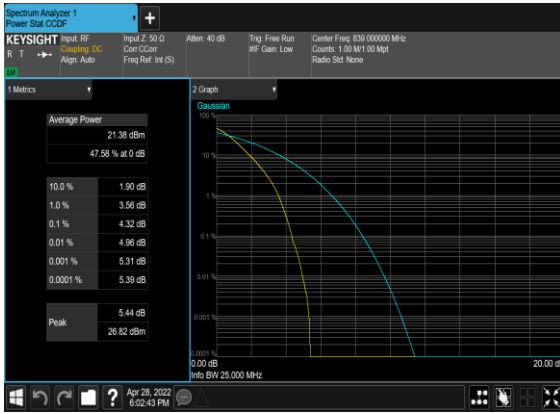 Spectrum Analyzer 1
Power Stat CCDF
KEYSIGHT
R T
LV
Input: RF
Coupling: DC
Align: Auto
Input Z: 50 Ω
Corr CCorr
Freq Ref: Int (S)
Atten: 40 dB
Trig: Free Run
#IF Gain: Low
Center Freq: 839.000000 MHz
Counts: 1.00 M/1.00 Mpt
Radio Std: None
1 Metrics
Average Power
21.38 dBm
47.58 % at 0 dB
10.0 % 1.90 dB
1.0 % 3.56 dB
0.1 % 4.32 dB
0.01 % 4.96 dB
0.001 % 5.31 dB
0.0001 % 5.39 dB
Peak
5.44 dB
26.82 dBm
2 Graph
Gaussian
100 %
10 %
1 %
0.1 %
0.01 %
0.001 %
0.0001 %
0.00 dB
20.00 d
Info BW 25.000 MHz
?
Apr 28, 2022
6:02:43 PM